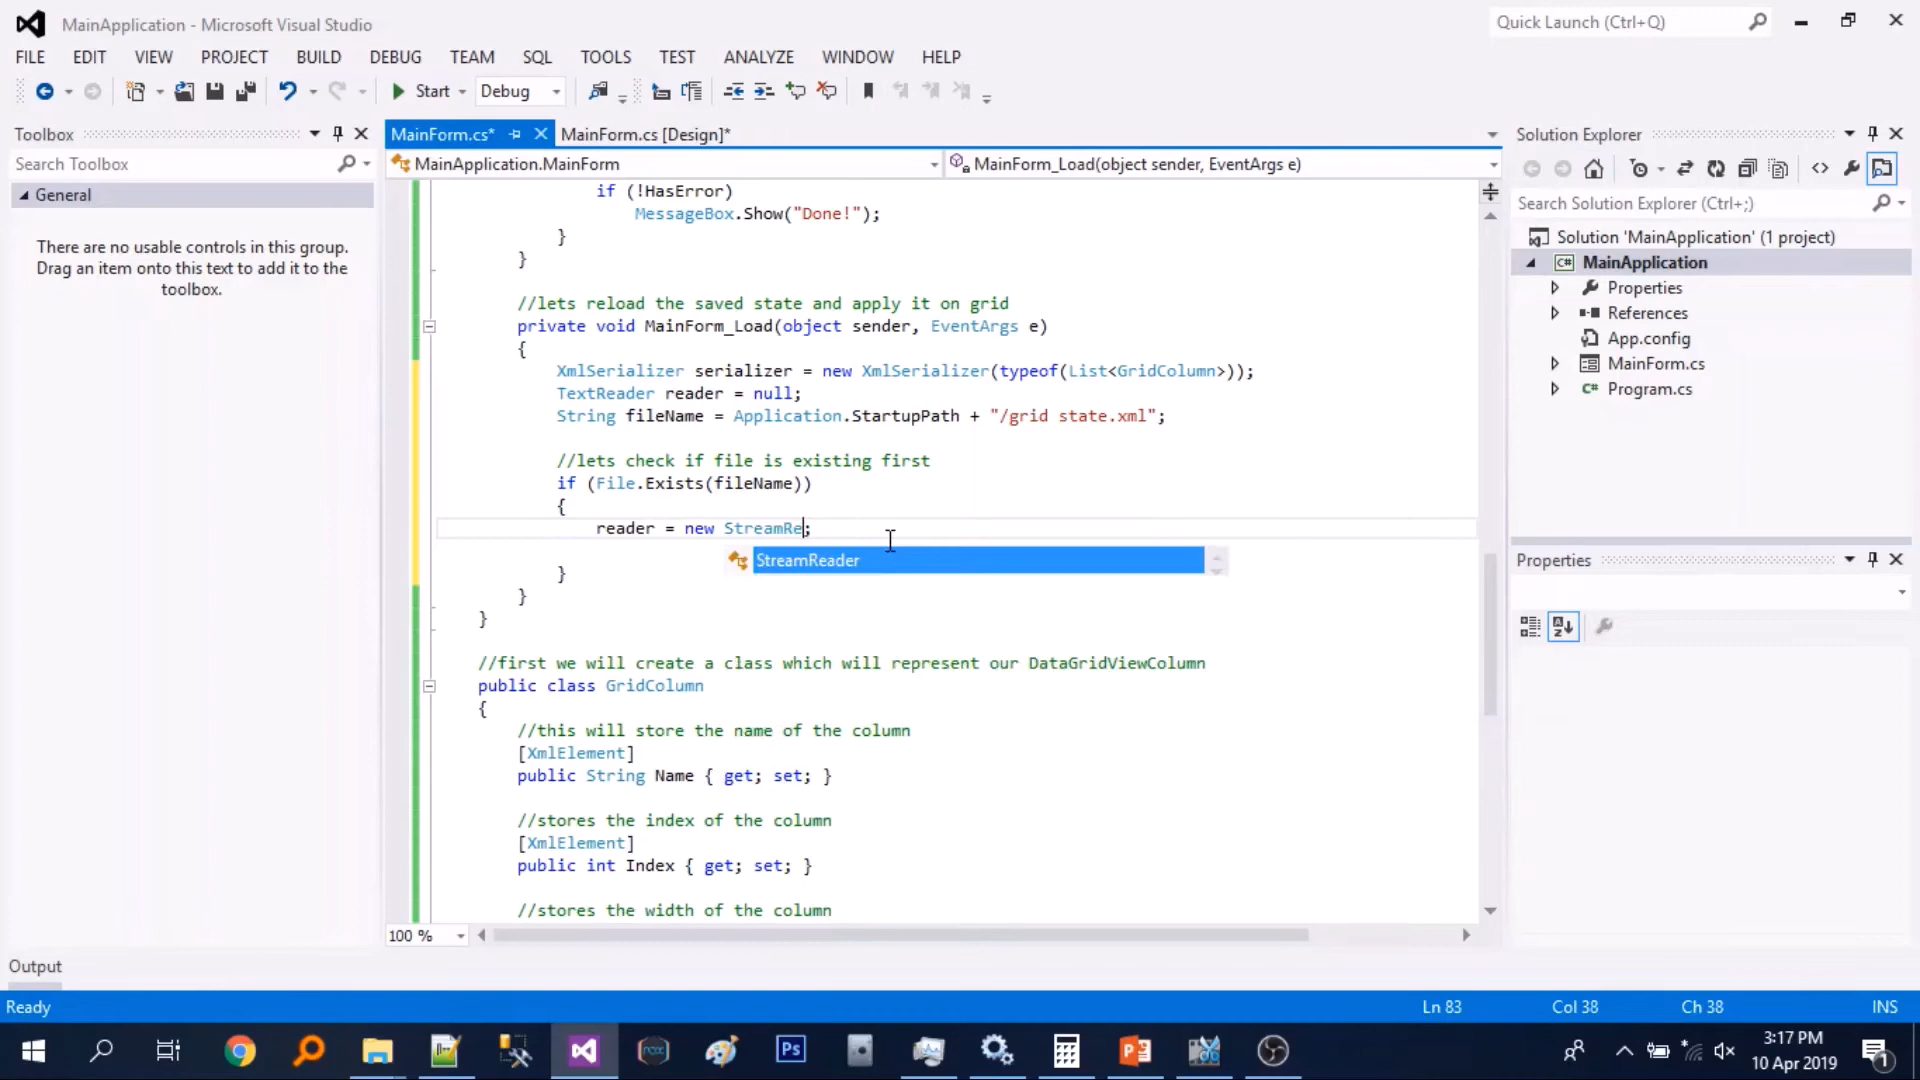 MainApplication - Microsoft Visual Studio
Quick Launch (Ctrl+Q)
FILE EDIT VIEW PROJECT BUILD DEBUG TEAM SQL TOOLS TEST ANALYZE WINDOW HELP
Start Debug
Toolbox
Search Toolbox
General
There are no usable controls in this group.
Drag an item onto this text to add it to the
toolbox.
MainForm.cs* MainForm.cs [Design]*
MainApplication.MainForm MainForm_Load(object sender, EventArgs e)
if (!HasError)
MessageBox.Show("Done!");
}
}
//lets reload the saved state and apply it on grid
private void MainForm_Load(object sender, EventArgs e)
{
XmlSerializer serializer = new XmlSerializer(typeof(List<GridColumn>));
TextReader reader = null;
String fileName = Application.StartupPath + "/grid state.xml";
//lets check if file is existing first
if (File.Exists(fileName))
{
reader = new StreamRe;
StreamReader
}
}
}
//first we will create a class which will represent our DataGridViewColumn
public class GridColumn
{
//this will store the name of the column
[XmlElement]
public String Name { get; set; }
//stores the index of the column
[XmlElement]
public int Index { get; set; }
//stores the width of the column
100 %
Solution Explorer
Search Solution Explorer (Ctrl+;)
Solution 'MainApplication' (1 project)
C# MainApplication
Properties
References
App.config
MainForm.cs
C# Program.cs
Properties
Output
Ready Ln 83 Col 38 Ch 38 INS
Ps
3:17 PM
10 Apr 2019
1